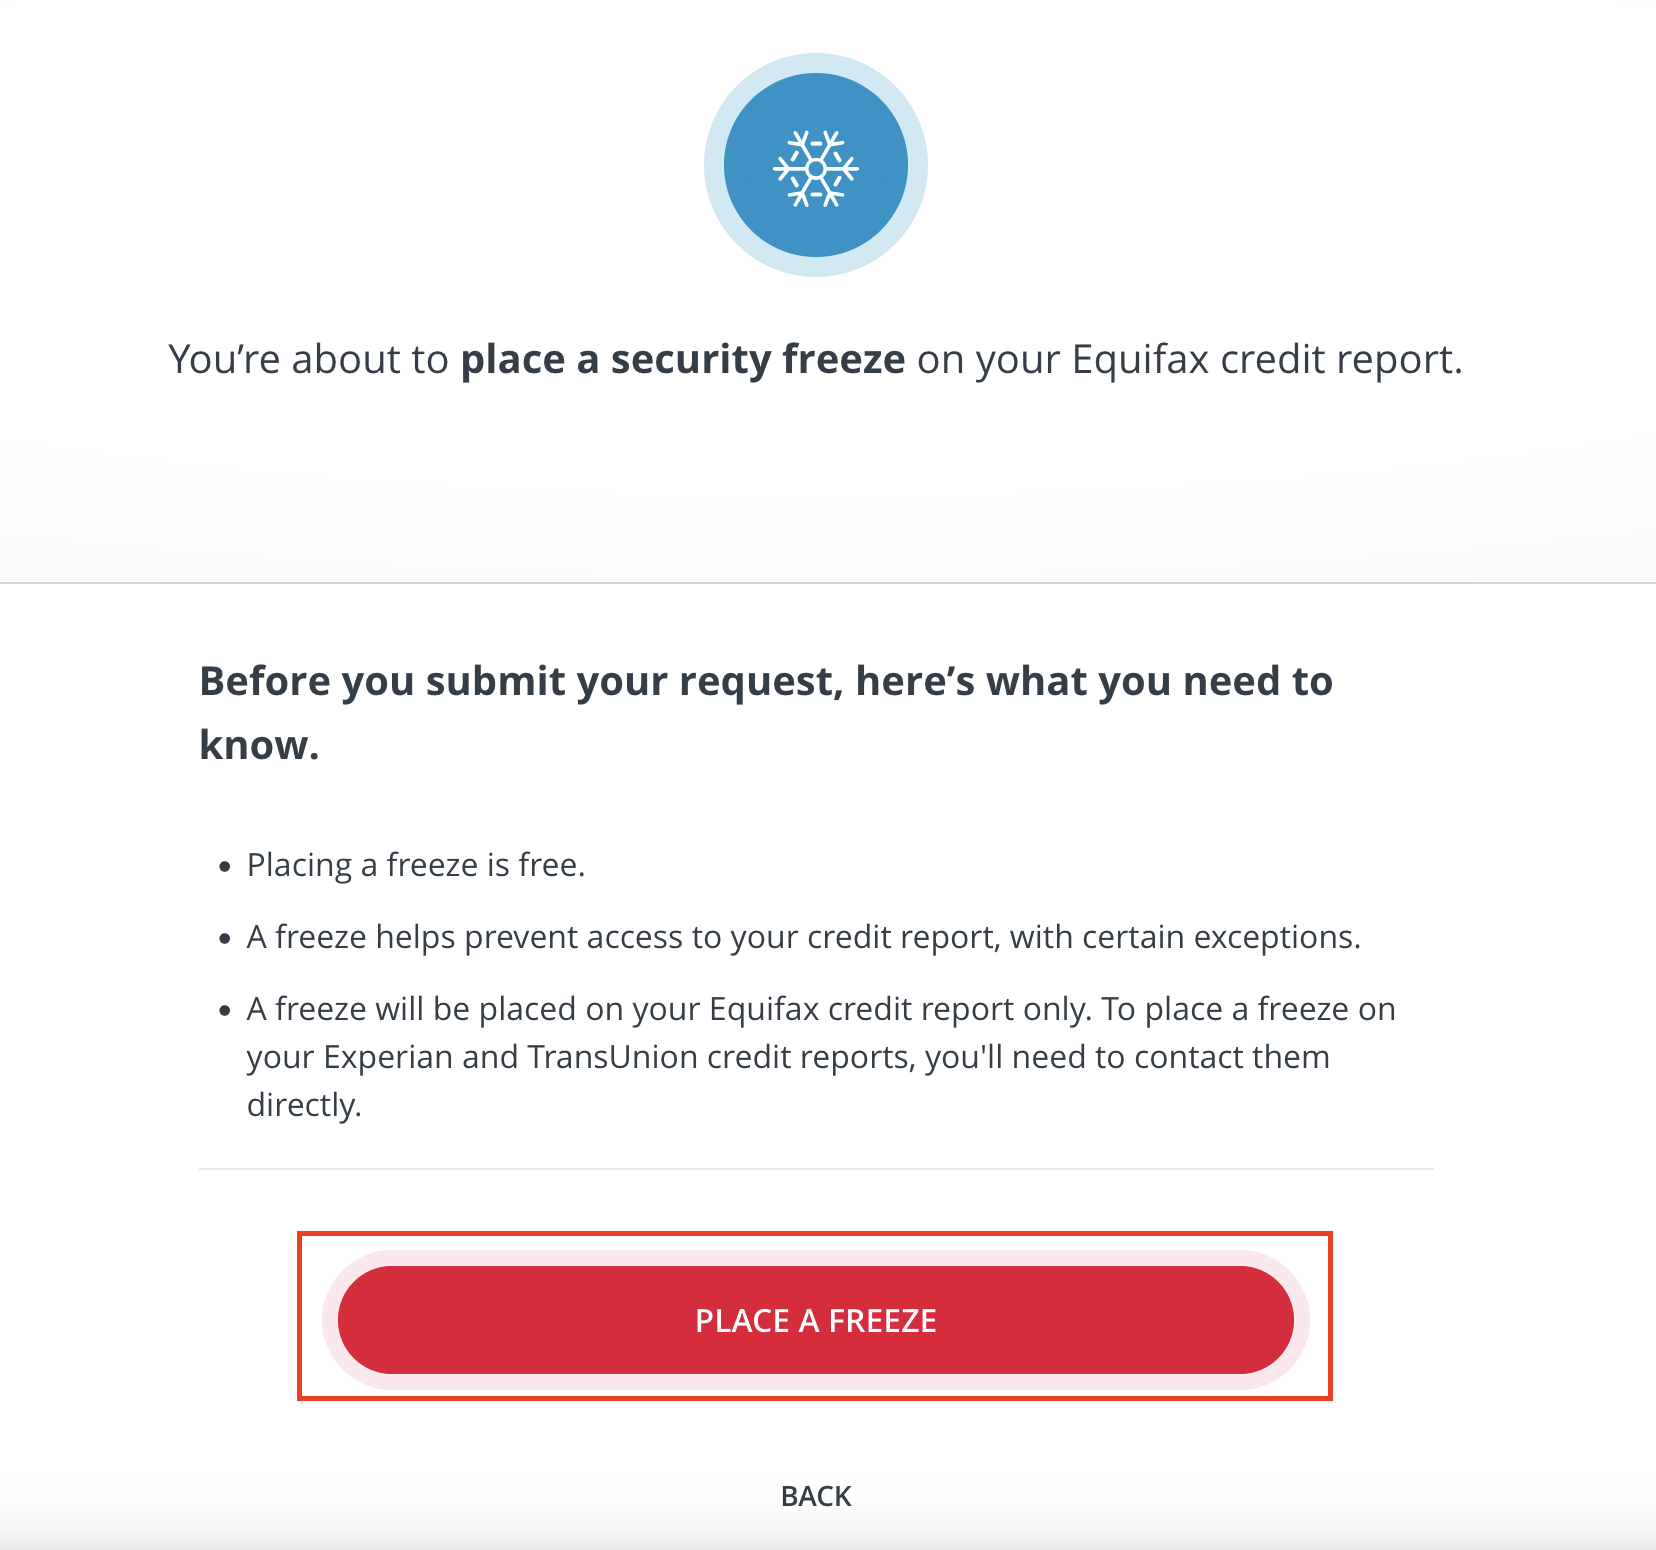 You’re about to place a security freeze on your Equifax credit report.
Before you submit your request, here’s what you need to
know.
• Placing a freeze is free.
• A freeze helps prevent access to your credit report, with certain exceptions.
• A freeze will be placed on your Equifax credit report only. To place a freeze on
your Experian and TransUnion credit reports, you'll need to contact them
directly.
PLACE A FREEZE
BACK